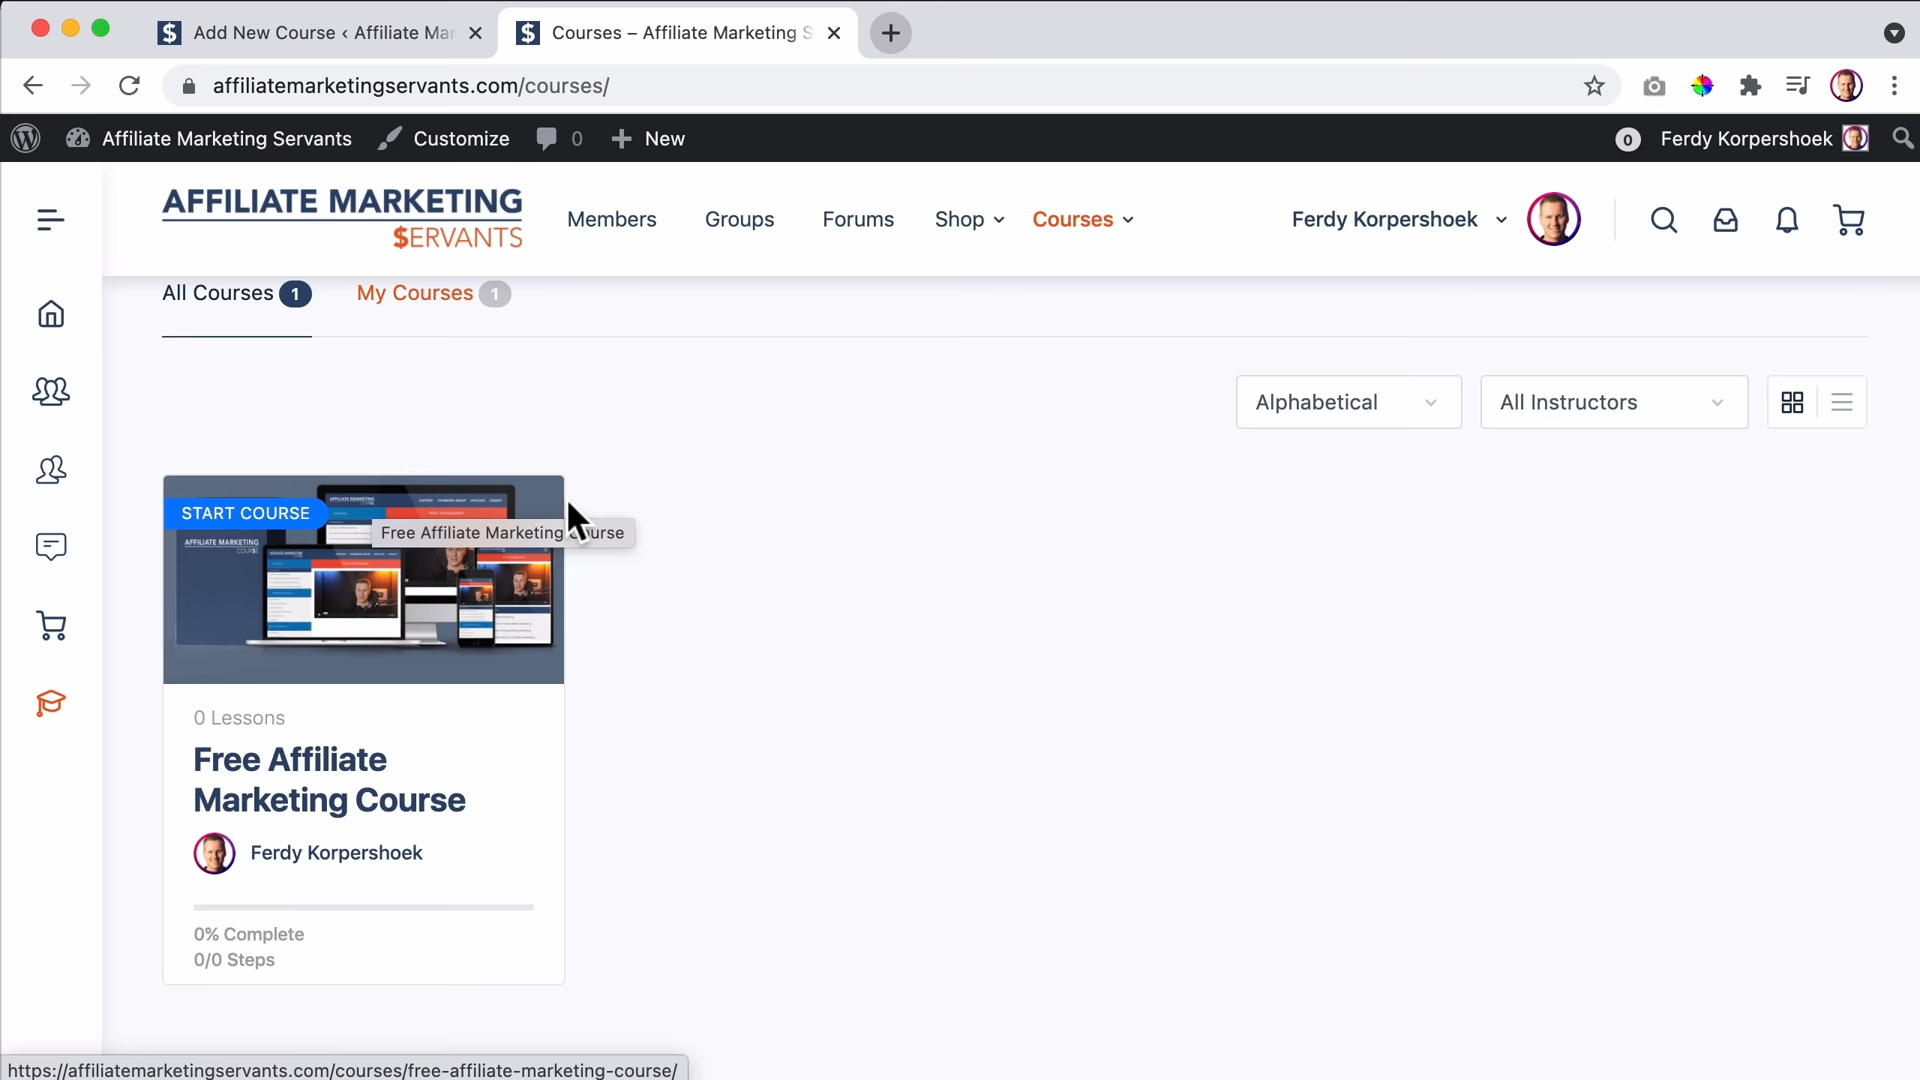 Add New Course ‹ Affiliate Mar
Courses – Affiliate Marketing S
affiliatemarketingservants.com/courses/
Affiliate Marketing Servants
Customize
0
New
0
Ferdy Korpershoek
AFFILIATE MARKETING
$ERVANTS
Members
Groups
Forums
Shop
Courses
Ferdy Korpershoek
All Courses 1
My Courses 1
Alphabetical
All Instructors
START COURSE
AFFILIATE MARKETING
Free Affiliate Marketing
0 Lessons
Free Affiliate
Marketing Course
Ferdy Korpershoek
0% Complete
0/0 Steps
https://affiliatemarketingservants.com/courses/free-affiliate-marketing-course/